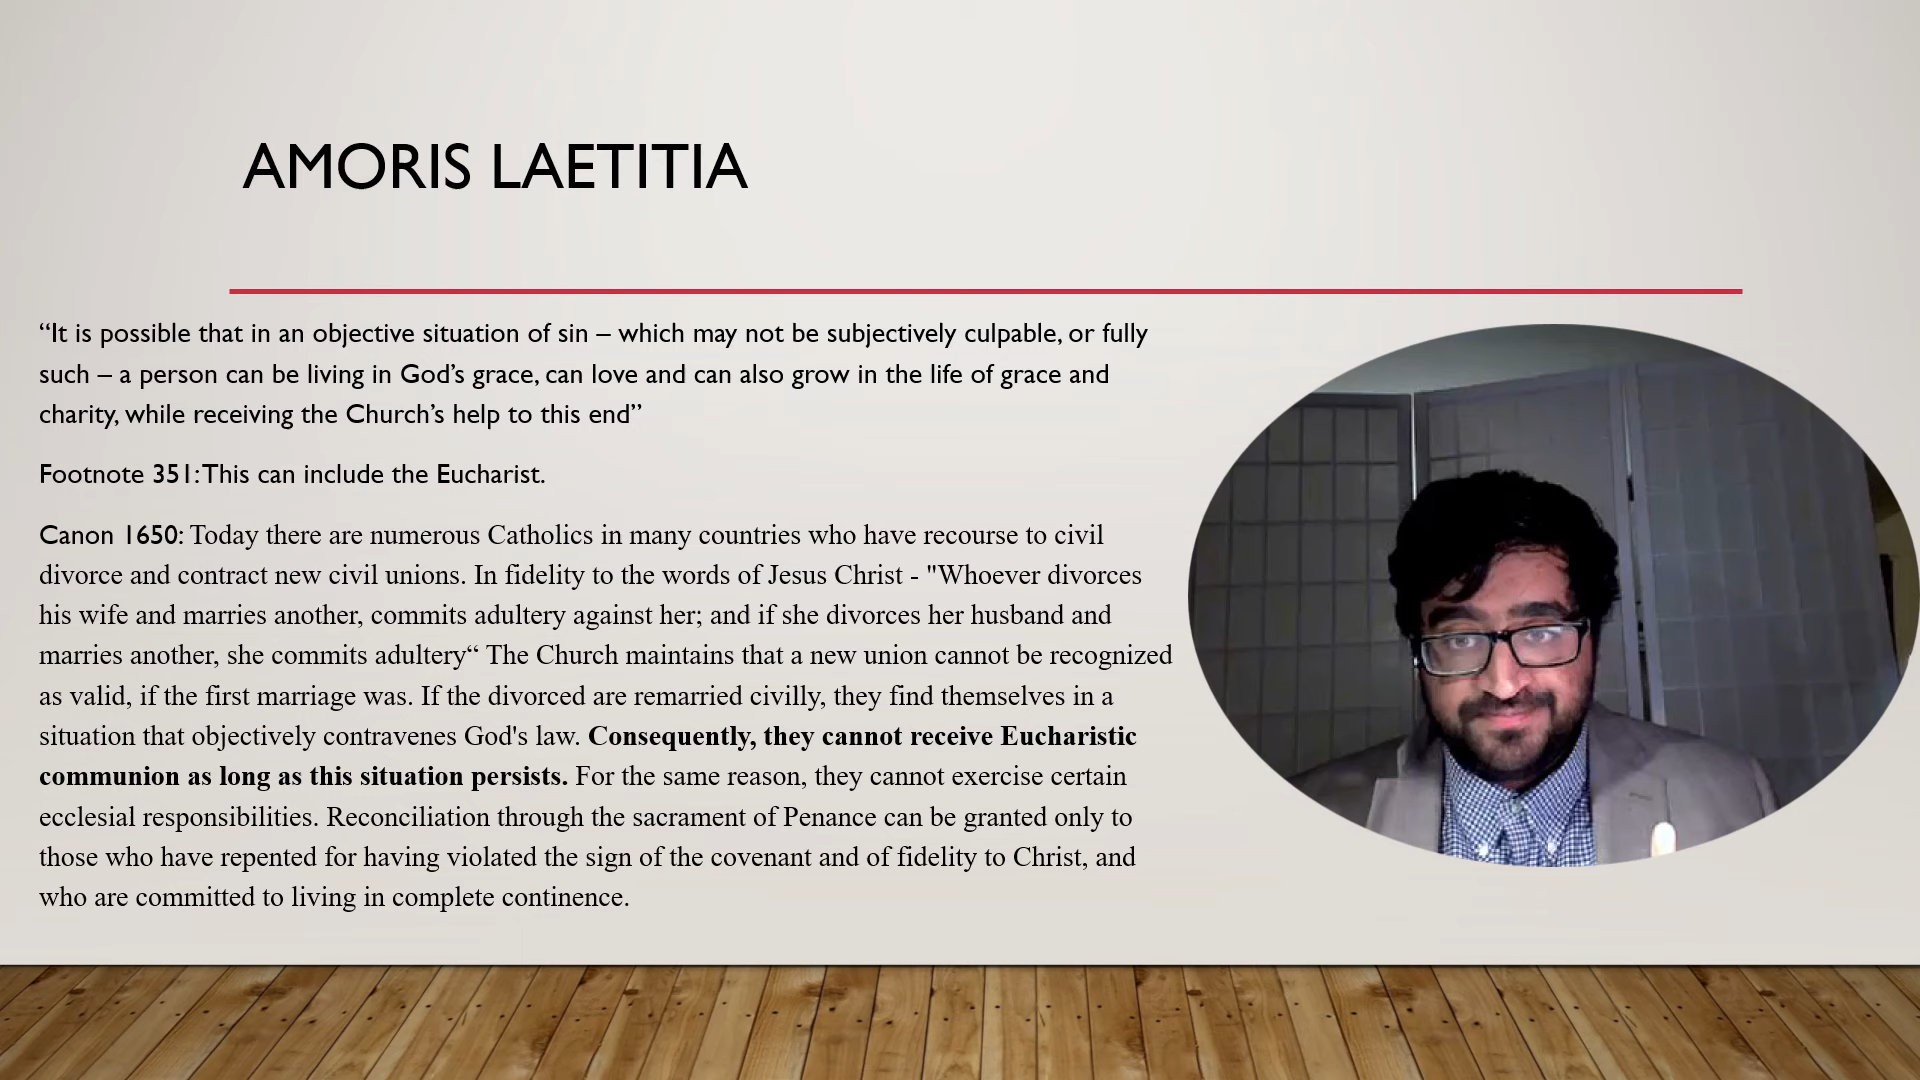 AMORIS LAETITIA
“It is possible that in an objective situation of sin – which may not be subjectively culpable, or fully
such – a person can be living in God’s grace, can love and can also grow in the life of grace and
charity, while receiving the Church’s help to this end”
Footnote 351: This can include the Eucharist.
Canon 1650: Today there are numerous Catholics in many countries who have recourse to civil
divorce and contract new civil unions. In fidelity to the words of Jesus Christ - "Whoever divorces
his wife and marries another, commits adultery against her; and if she divorces her husband and
marries another, she commits adultery“ The Church maintains that a new union cannot be recognized
as valid, if the first marriage was. If the divorced are remarried civilly, they find themselves in a
situation that objectively contravenes God's law. Consequently, they cannot receive Eucharistic
communion as long as this situation persists. For the same reason, they cannot exercise certain
ecclesial responsibilities. Reconciliation through the sacrament of Penance can be granted only to
those who have repented for having violated the sign of the covenant and of fidelity to Christ, and
who are committed to living in complete continence.